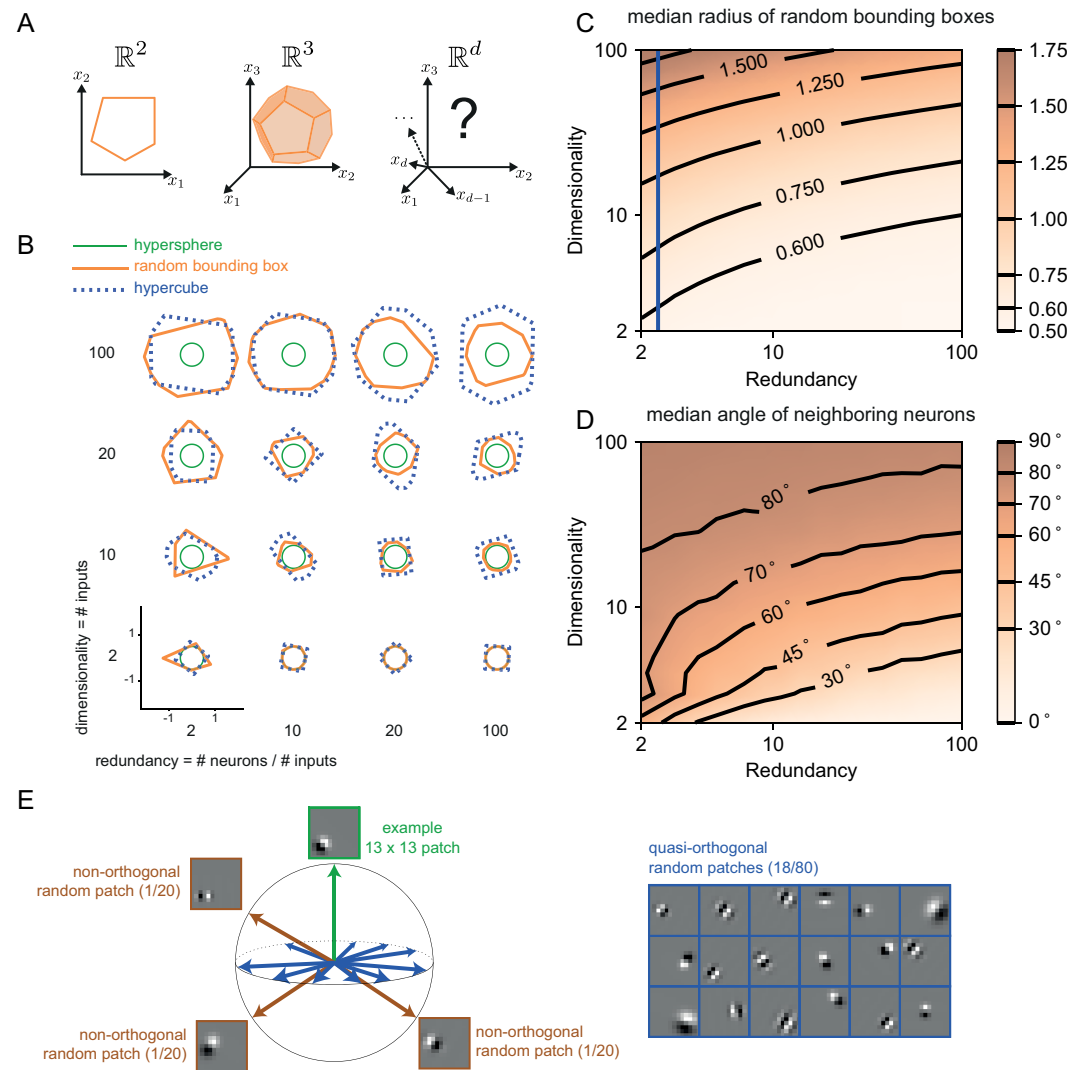 A
ℝ²
ℝ³
ℝᵈ
x₂
x₁
x₃
x₂
x₁
x₃
...
?
x_d
x₂
x₁
x_{d−1}
B
hypersphere
random bounding box
hypercube
dimensionality = # inputs
100
20
10
2
1
-1
-1
1
2
10
20
100
redundancy = # neurons / # inputs
C
median radius of random bounding boxes
Dimensionality
100
10
2
1.500
1.250
1.000
0.750
0.600
2
10
100
Redundancy
1.75
1.50
1.25
1.00
0.75
0.60
0.50
D
median angle of neighboring neurons
Dimensionality
100
10
2
80°
70°
60°
45°
30°
2
10
100
Redundancy
90°
80°
70°
60°
45°
30°
0°
E
example
13 x 13 patch
non-orthogonal
random patch (1/20)
non-orthogonal
random patch (1/20)
non-orthogonal
random patch (1/20)
quasi-orthogonal
random patches (18/80)